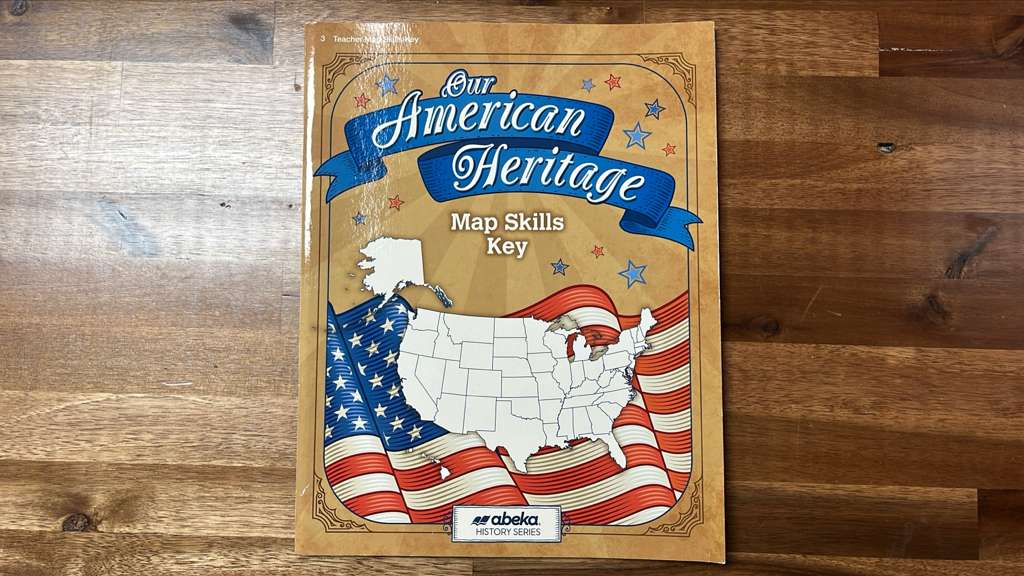 3 Teacher Map Skills Key
Our
American
Heritage
Map Skills
Key
abeka
HISTORY SERIES